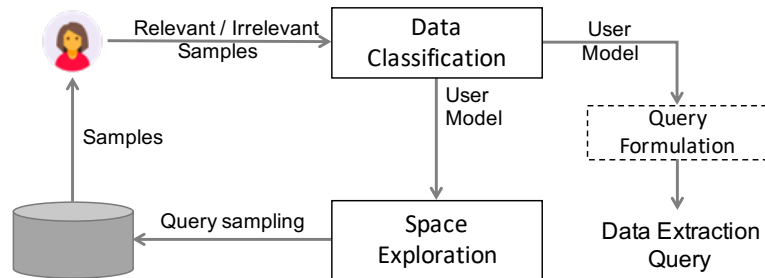 Relevant / Irrelevant
Samples
Data
Classification
User
Model
User
Model
Query
Formulation
Samples
Query sampling
Space
Exploration
Data Extraction
Query